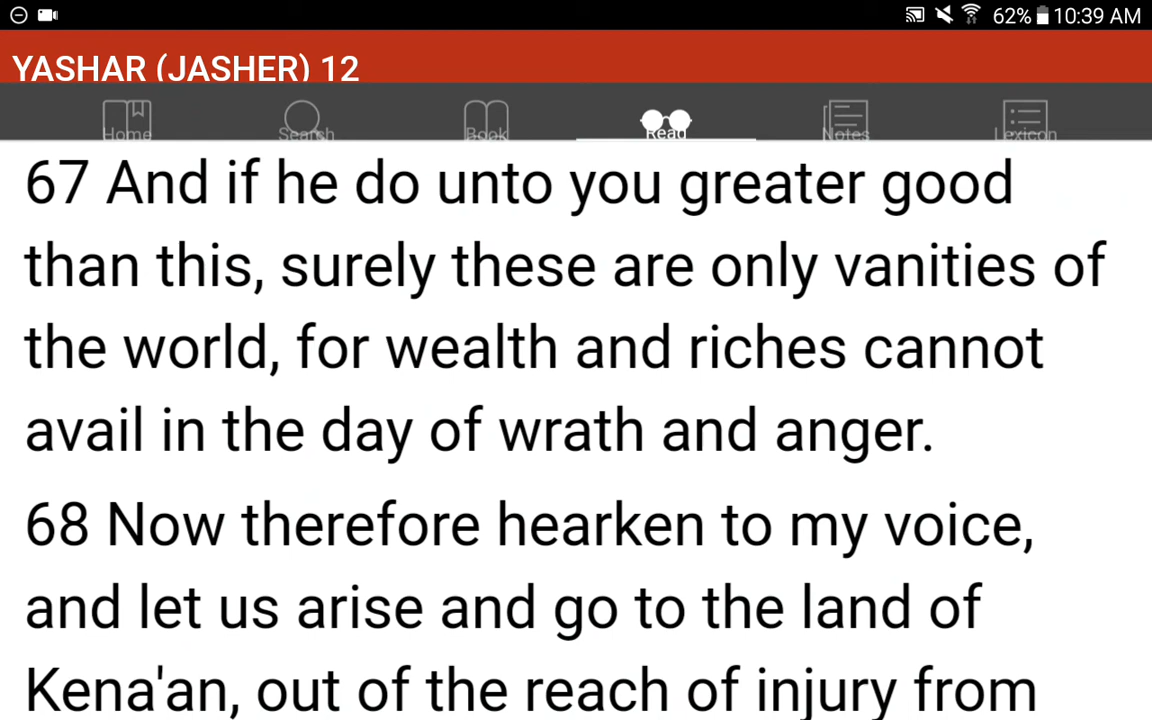 62% 10:39 AM
YASHAR (JASHER) 12
Home Search Book Read Notes Lexicon
67 And if he do unto you greater good
than this, surely these are only vanities of
the world, for wealth and riches cannot
avail in the day of wrath and anger.
68 Now therefore hearken to my voice,
and let us arise and go to the land of
Kena'an, out of the reach of injury from